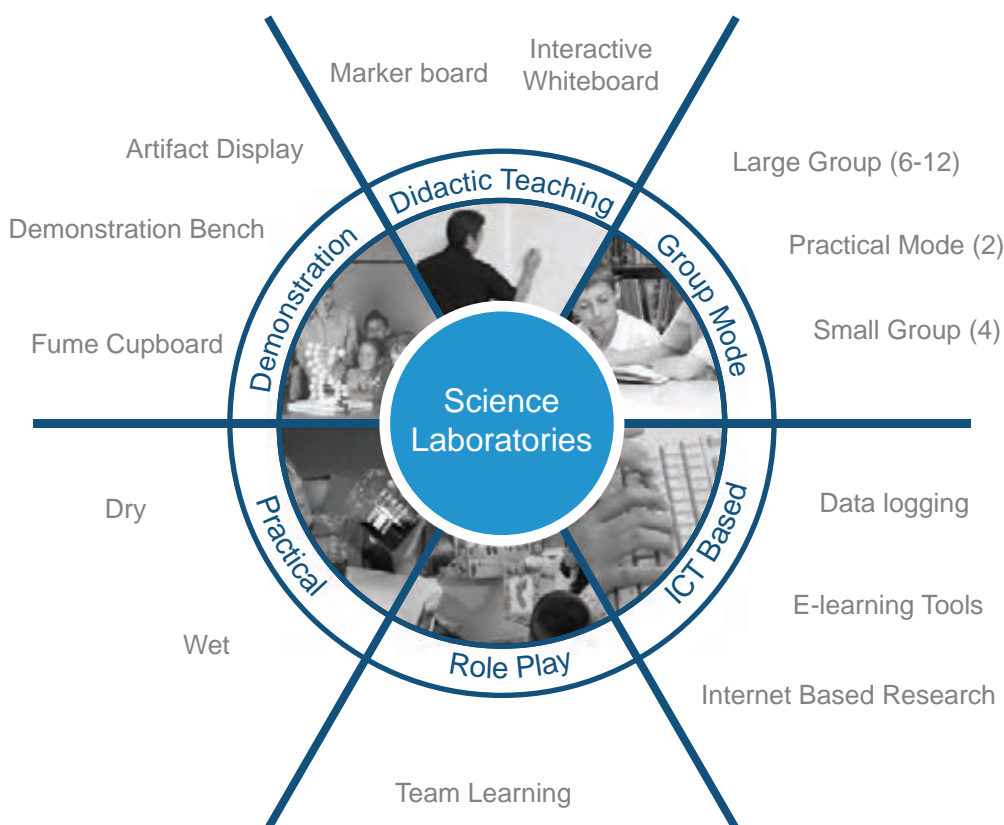 Marker board
Interactive
Whiteboard
Artifact Display
Demonstration Bench
Fume Cupboard
Large Group (6-12)
Practical Mode (2)
Small Group (4)
Didactic Teaching
Demonstration
Group Mode
Science
Laboratories
Practical
Role Play
ICT Based
Dry
Wet
Team Learning
Data logging
E-learning Tools
Internet Based Research